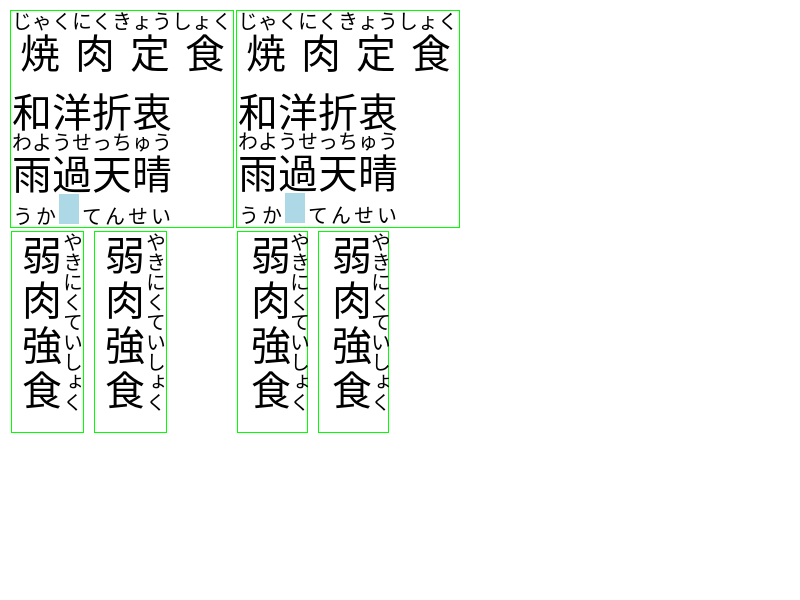 じゃくにくきょうしょく
焼肉定食
和洋折衷
わようせっちゅう
雨過天晴
うか てんせい
じゃくにくきょうしょく
焼肉定食
和洋折衷
わようせっちゅう
雨過天晴
うか てんせい
弱肉強食
やきにくていしょく
弱肉強食
やきにくていしょく
弱肉強食
やきにくていしょく
弱肉強食
やきにくていしょく